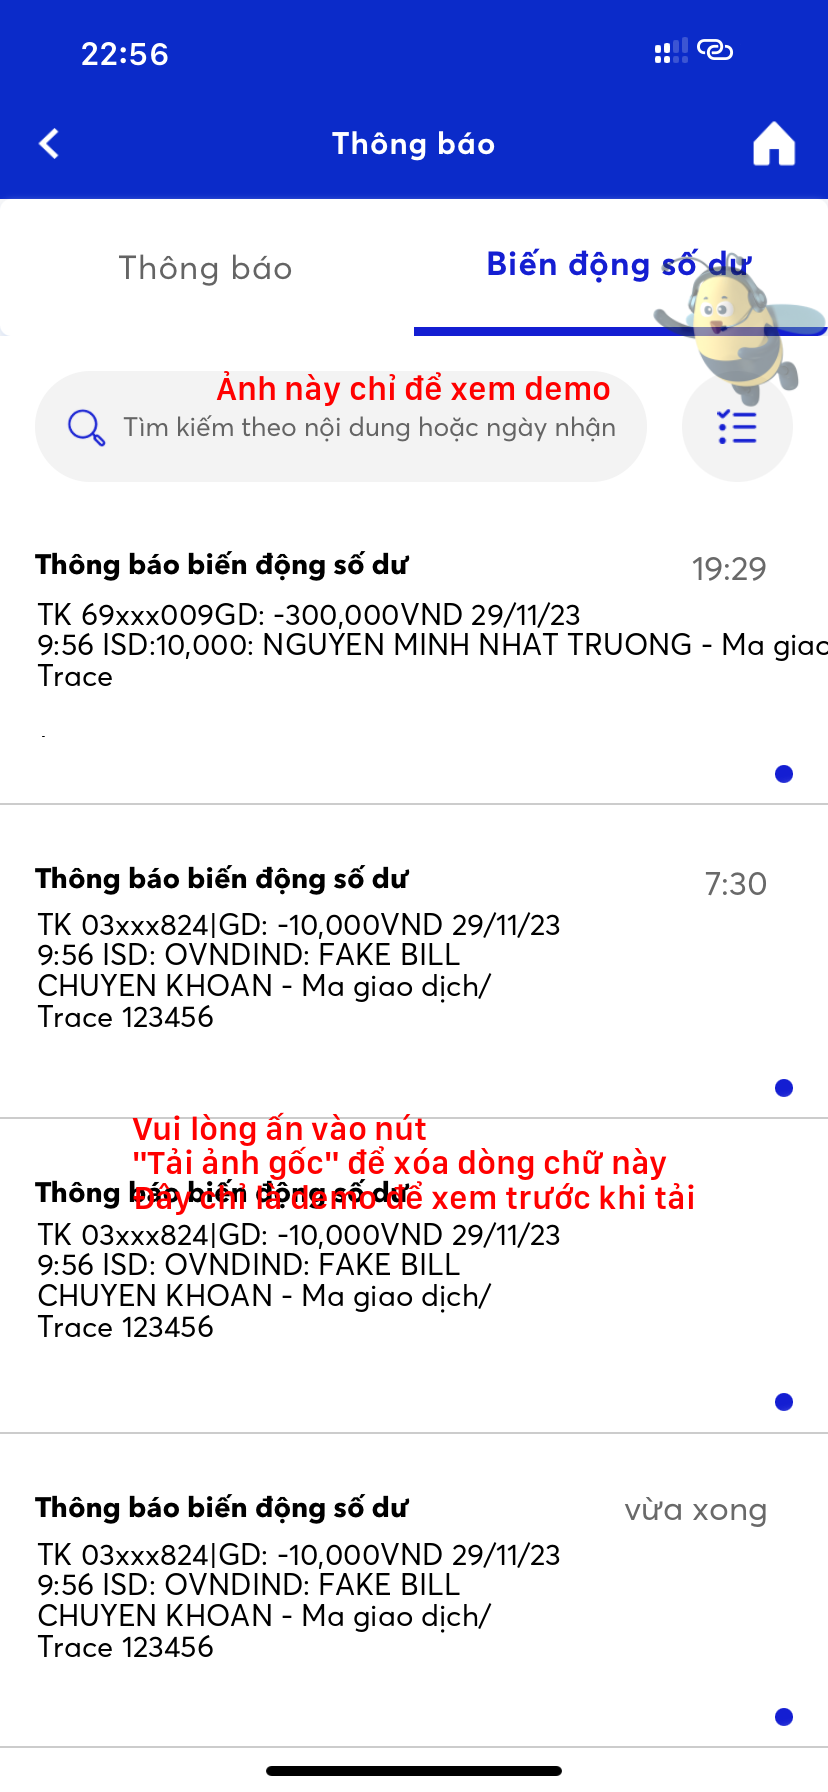 22:56
Thông báo
Thông báo
Biến động số dư
Ảnh này chỉ để xem demo
Tìm kiếm theo nội dung hoặc ngày nhận
Thông báo biến động số dư
19:29
TK 69xxx009GD: -300,000VND 29/11/23
9:56 ISD:10,000: NGUYEN MINH NHAT TRUONG - Ma giao
Trace
Thông báo biến động số dư
7:30
TK 03xxx824|GD: -10,000VND 29/11/23
9:56 ISD: OVNDIND: FAKE BILL
CHUYEN KHOAN - Ma giao dịch/
Trace 123456
Vui lòng ấn vào nút
"Tải ảnh gốc" để xóa dòng chữ này
Thông báo biến động số dư
Đây chỉ là demo để xem trước khi tải
TK 03xxx824|GD: -10,000VND 29/11/23
9:56 ISD: OVNDIND: FAKE BILL
CHUYEN KHOAN - Ma giao dịch/
Trace 123456
Thông báo biến động số dư
vừa xong
TK 03xxx824|GD: -10,000VND 29/11/23
9:56 ISD: OVNDIND: FAKE BILL
CHUYEN KHOAN - Ma giao dịch/
Trace 123456